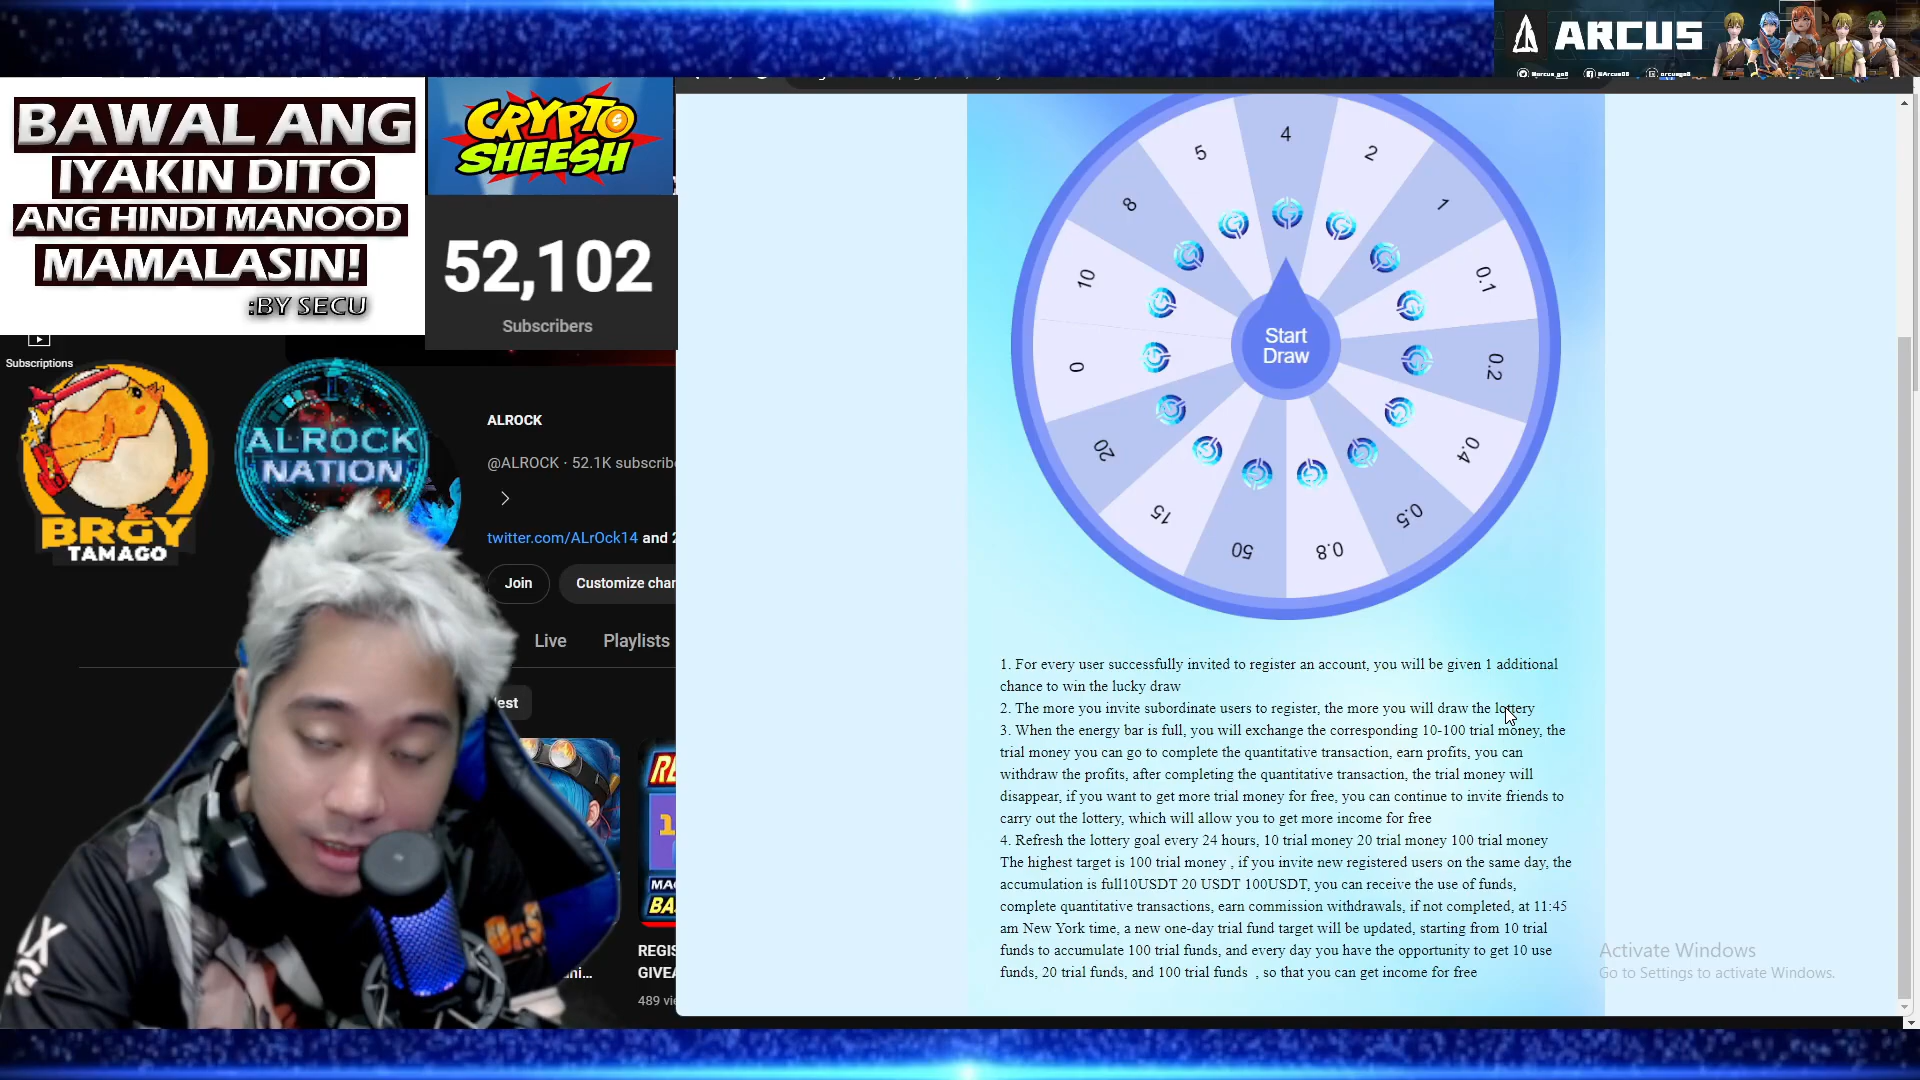 ARCUS
@arcus_gs8
@ArcusGS
arcusgs8
BAWAL ANG
IYAKIN DITO
ANG HINDI MANOOD
MAMALASIN!
:BY SECU
CRYPTO
SHEESH
52,102
Subscribers
Subscriptions
BRGY
TAMAGO
ALROCK
NATION
ALROCK
@ALROCK · 52.1K subscribe
twitter.com/ALrOck14 and 2
Join
Customize chan
Live
Playlists
est
REGIS
GIVEA
489 vie
4
2
1
0.1
0.2
0.4
0.5
0.8
50
15
20
0
10
8
5
Start
Draw
1. For every user successfully invited to register an account, you will be given 1 additional
chance to win the lucky draw
2. The more you invite subordinate users to register, the more you will draw the lottery
3. When the energy bar is full, you will exchange the corresponding 10-100 trial money, the
trial money you can go to complete the quantitative transaction, earn profits, you can
withdraw the profits, after completing the quantitative transaction, the trial money will
disappear, if you want to get more trial money for free, you can continue to invite friends to
carry out the lottery, which will allow you to get more income for free
4. Refresh the lottery goal every 24 hours, 10 trial money 20 trial money 100 trial money
The highest target is 100 trial money , if you invite new registered users on the same day, the
accumulation is full10USDT 20 USDT 100USDT, you can receive the use of funds,
complete quantitative transactions, earn commission withdrawals, if not completed, at 11:45
am New York time, a new one-day trial fund target will be updated, starting from 10 trial
funds to accumulate 100 trial funds, and every day you have the opportunity to get 10 use
funds, 20 trial funds, and 100 trial funds , so that you can get income for free
Activate Windows
Go to Settings to activate Windows.